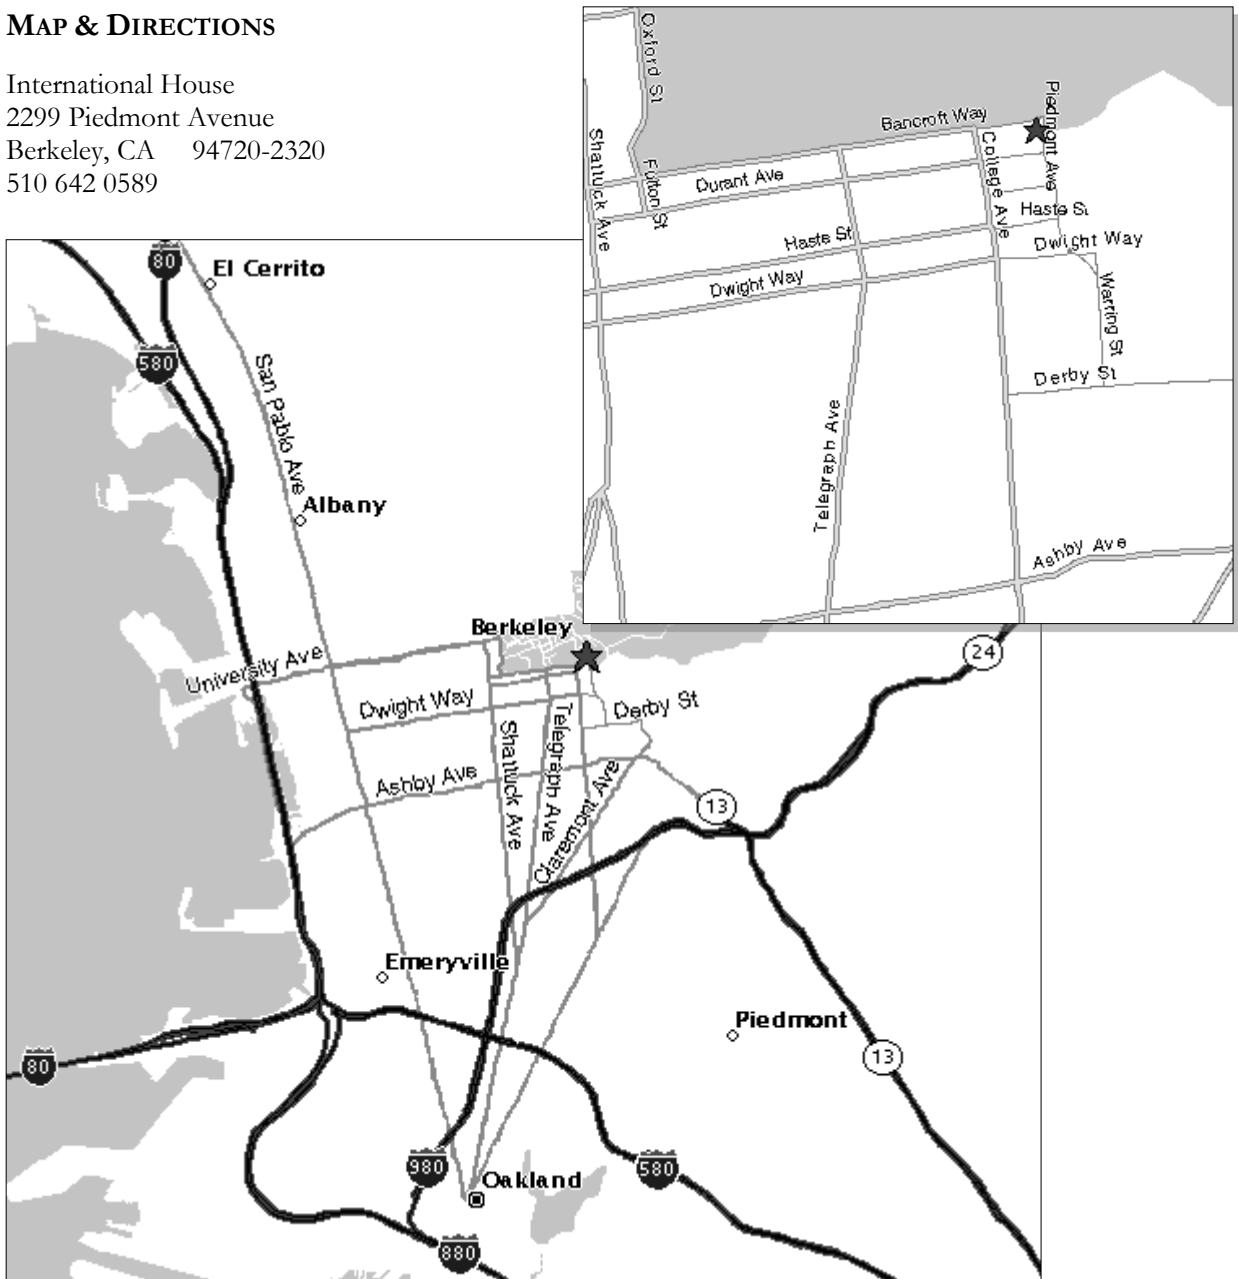 MAP & DIRECTIONS
International House
2299 Piedmont Avenue
Berkeley, CA 94720-2320
510 642 0589
Oxford St
Piedmont Ave
Bancroft Way
Shattuck Ave
Fulton St
College Ave
Durant Ave
Haste St
Haste St
Dwight Way
Dwight Way
Warring St
Derby St
Telegraph Ave
Ashby Ave
80
El Cerrito
580
San Pablo Ave
Albany
Berkeley
University Ave
24
Dwight Way
Derby St
Shattuck Ave
Telegraph Ave
Ashby Ave
Claremont Ave
13
Emeryville
Piedmont
80
13
980
580
Oakland
880